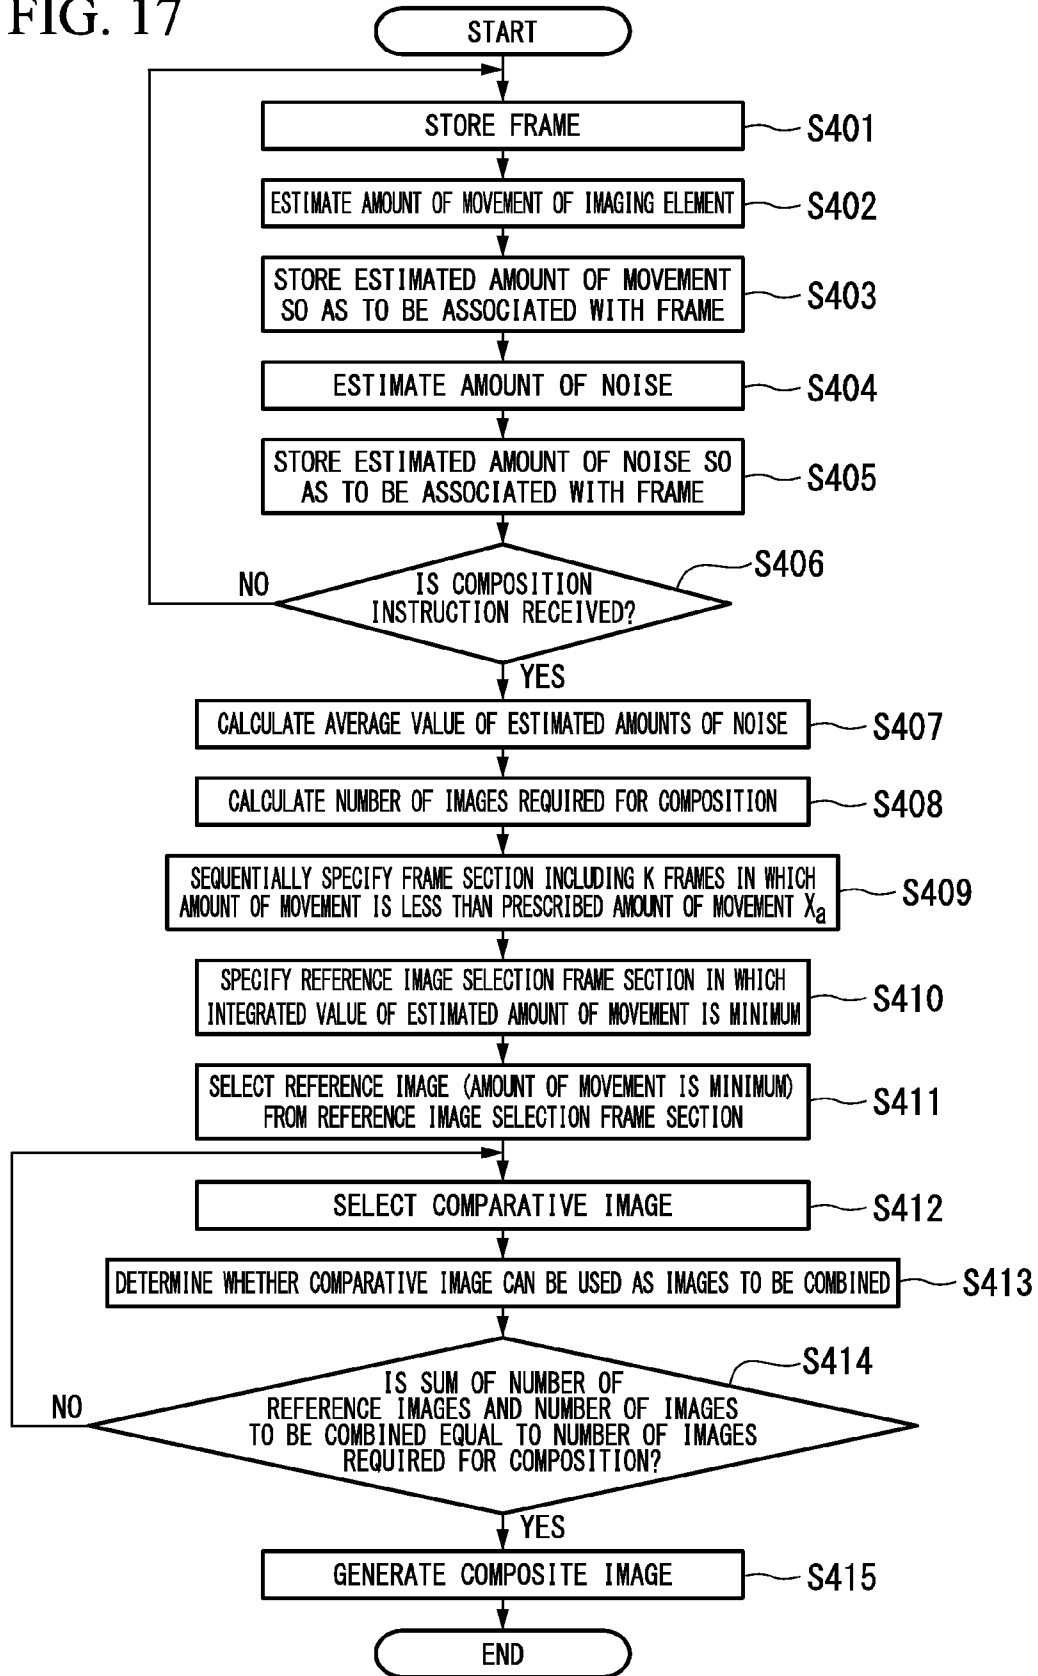 FIG. 17
START
STORE FRAME
S401
ESTIMATE AMOUNT OF MOVEMENT OF IMAGING ELEMENT
S402
STORE ESTIMATED AMOUNT OF MOVEMENT
SO AS TO BE ASSOCIATED WITH FRAME
S403
ESTIMATE AMOUNT OF NOISE
S404
STORE ESTIMATED AMOUNT OF NOISE SO
AS TO BE ASSOCIATED WITH FRAME
S405
IS COMPOSITION
INSTRUCTION RECEIVED?
S406
NO
YES
CALCULATE AVERAGE VALUE OF ESTIMATED AMOUNTS OF NOISE
S407
CALCULATE NUMBER OF IMAGES REQUIRED FOR COMPOSITION
S408
SEQUENTIALLY SPECIFY FRAME SECTION INCLUDING K FRAMES IN WHICH
AMOUNT OF MOVEMENT IS LESS THAN PRESCRIBED AMOUNT OF MOVEMENT Xa
S409
SPECIFY REFERENCE IMAGE SELECTION FRAME SECTION IN WHICH
INTEGRATED VALUE OF ESTIMATED AMOUNT OF MOVEMENT IS MINIMUM
S410
SELECT REFERENCE IMAGE (AMOUNT OF MOVEMENT IS MINIMUM)
FROM REFERENCE IMAGE SELECTION FRAME SECTION
S411
SELECT COMPARATIVE IMAGE
S412
DETERMINE WHETHER COMPARATIVE IMAGE CAN BE USED AS IMAGES TO BE COMBINED
S413
IS SUM OF NUMBER OF
REFERENCE IMAGES AND NUMBER OF IMAGES
TO BE COMBINED EQUAL TO NUMBER OF IMAGES
REQUIRED FOR COMPOSITION?
S414
NO
YES
GENERATE COMPOSITE IMAGE
S415
END